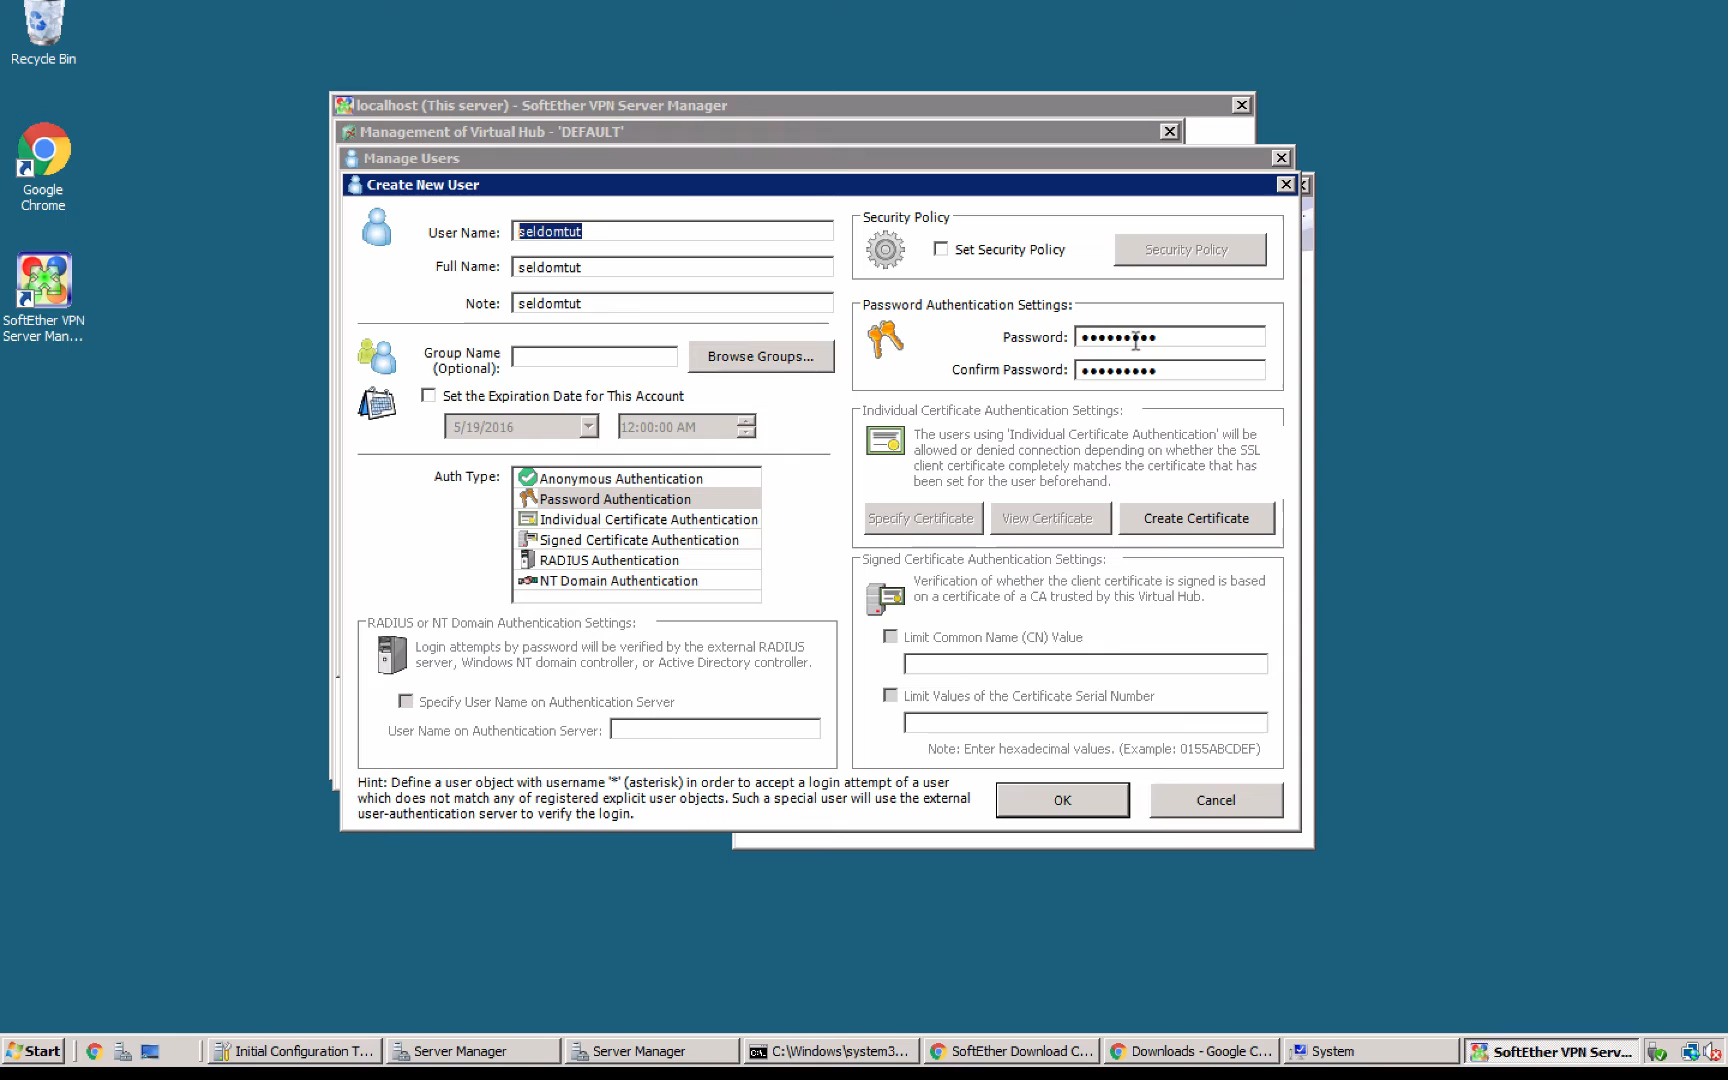 Recycle Bin
Google
Chrome
SoftEther VPN
Server Man...
localhost (This server) - SoftEther VPN Server Manager
Management of Virtual Hub - 'DEFAULT'
Manage Users
Create New User
User Name: seldomtut
Full Name: seldomtut
Note: seldomtut
Group Name
(Optional):
Browse Groups...
Set the Expiration Date for This Account
5/19/2016
12:00:00 AM
Auth Type:
Anonymous Authentication
Password Authentication
Individual Certificate Authentication
Signed Certificate Authentication
RADIUS Authentication
NT Domain Authentication
RADIUS or NT Domain Authentication Settings:
Login attempts by password will be verified by the external RADIUS
server, Windows NT domain controller, or Active Directory controller.
Specify User Name on Authentication Server
User Name on Authentication Server:
Hint: Define a user object with username '*' (asterisk) in order to accept a login attempt of a user
which does not match any of registered explicit user objects. Such a special user will use the external
user-authentication server to verify the login.
Security Policy
Set Security Policy
Security Policy
Password Authentication Settings:
Password: •••••••••
Confirm Password: •••••••••
Individual Certificate Authentication Settings:
The users using 'Individual Certificate Authentication' will be
allowed or denied connection depending on whether the SSL
client certificate completely matches the certificate that has
been set for the user beforehand.
Specify Certificate
View Certificate
Create Certificate
Signed Certificate Authentication Settings:
Verification of whether the client certificate is signed is based
on a certificate of a CA trusted by this Virtual Hub.
Limit Common Name (CN) Value
Limit Values of the Certificate Serial Number
Note: Enter hexadecimal values. (Example: 0155ABCDEF)
OK
Cancel
Start
Initial Configuration T...
Server Manager
Server Manager
C:\Windows\system3...
SoftEther Download C...
Downloads - Google C...
System
SoftEther VPN Serv...